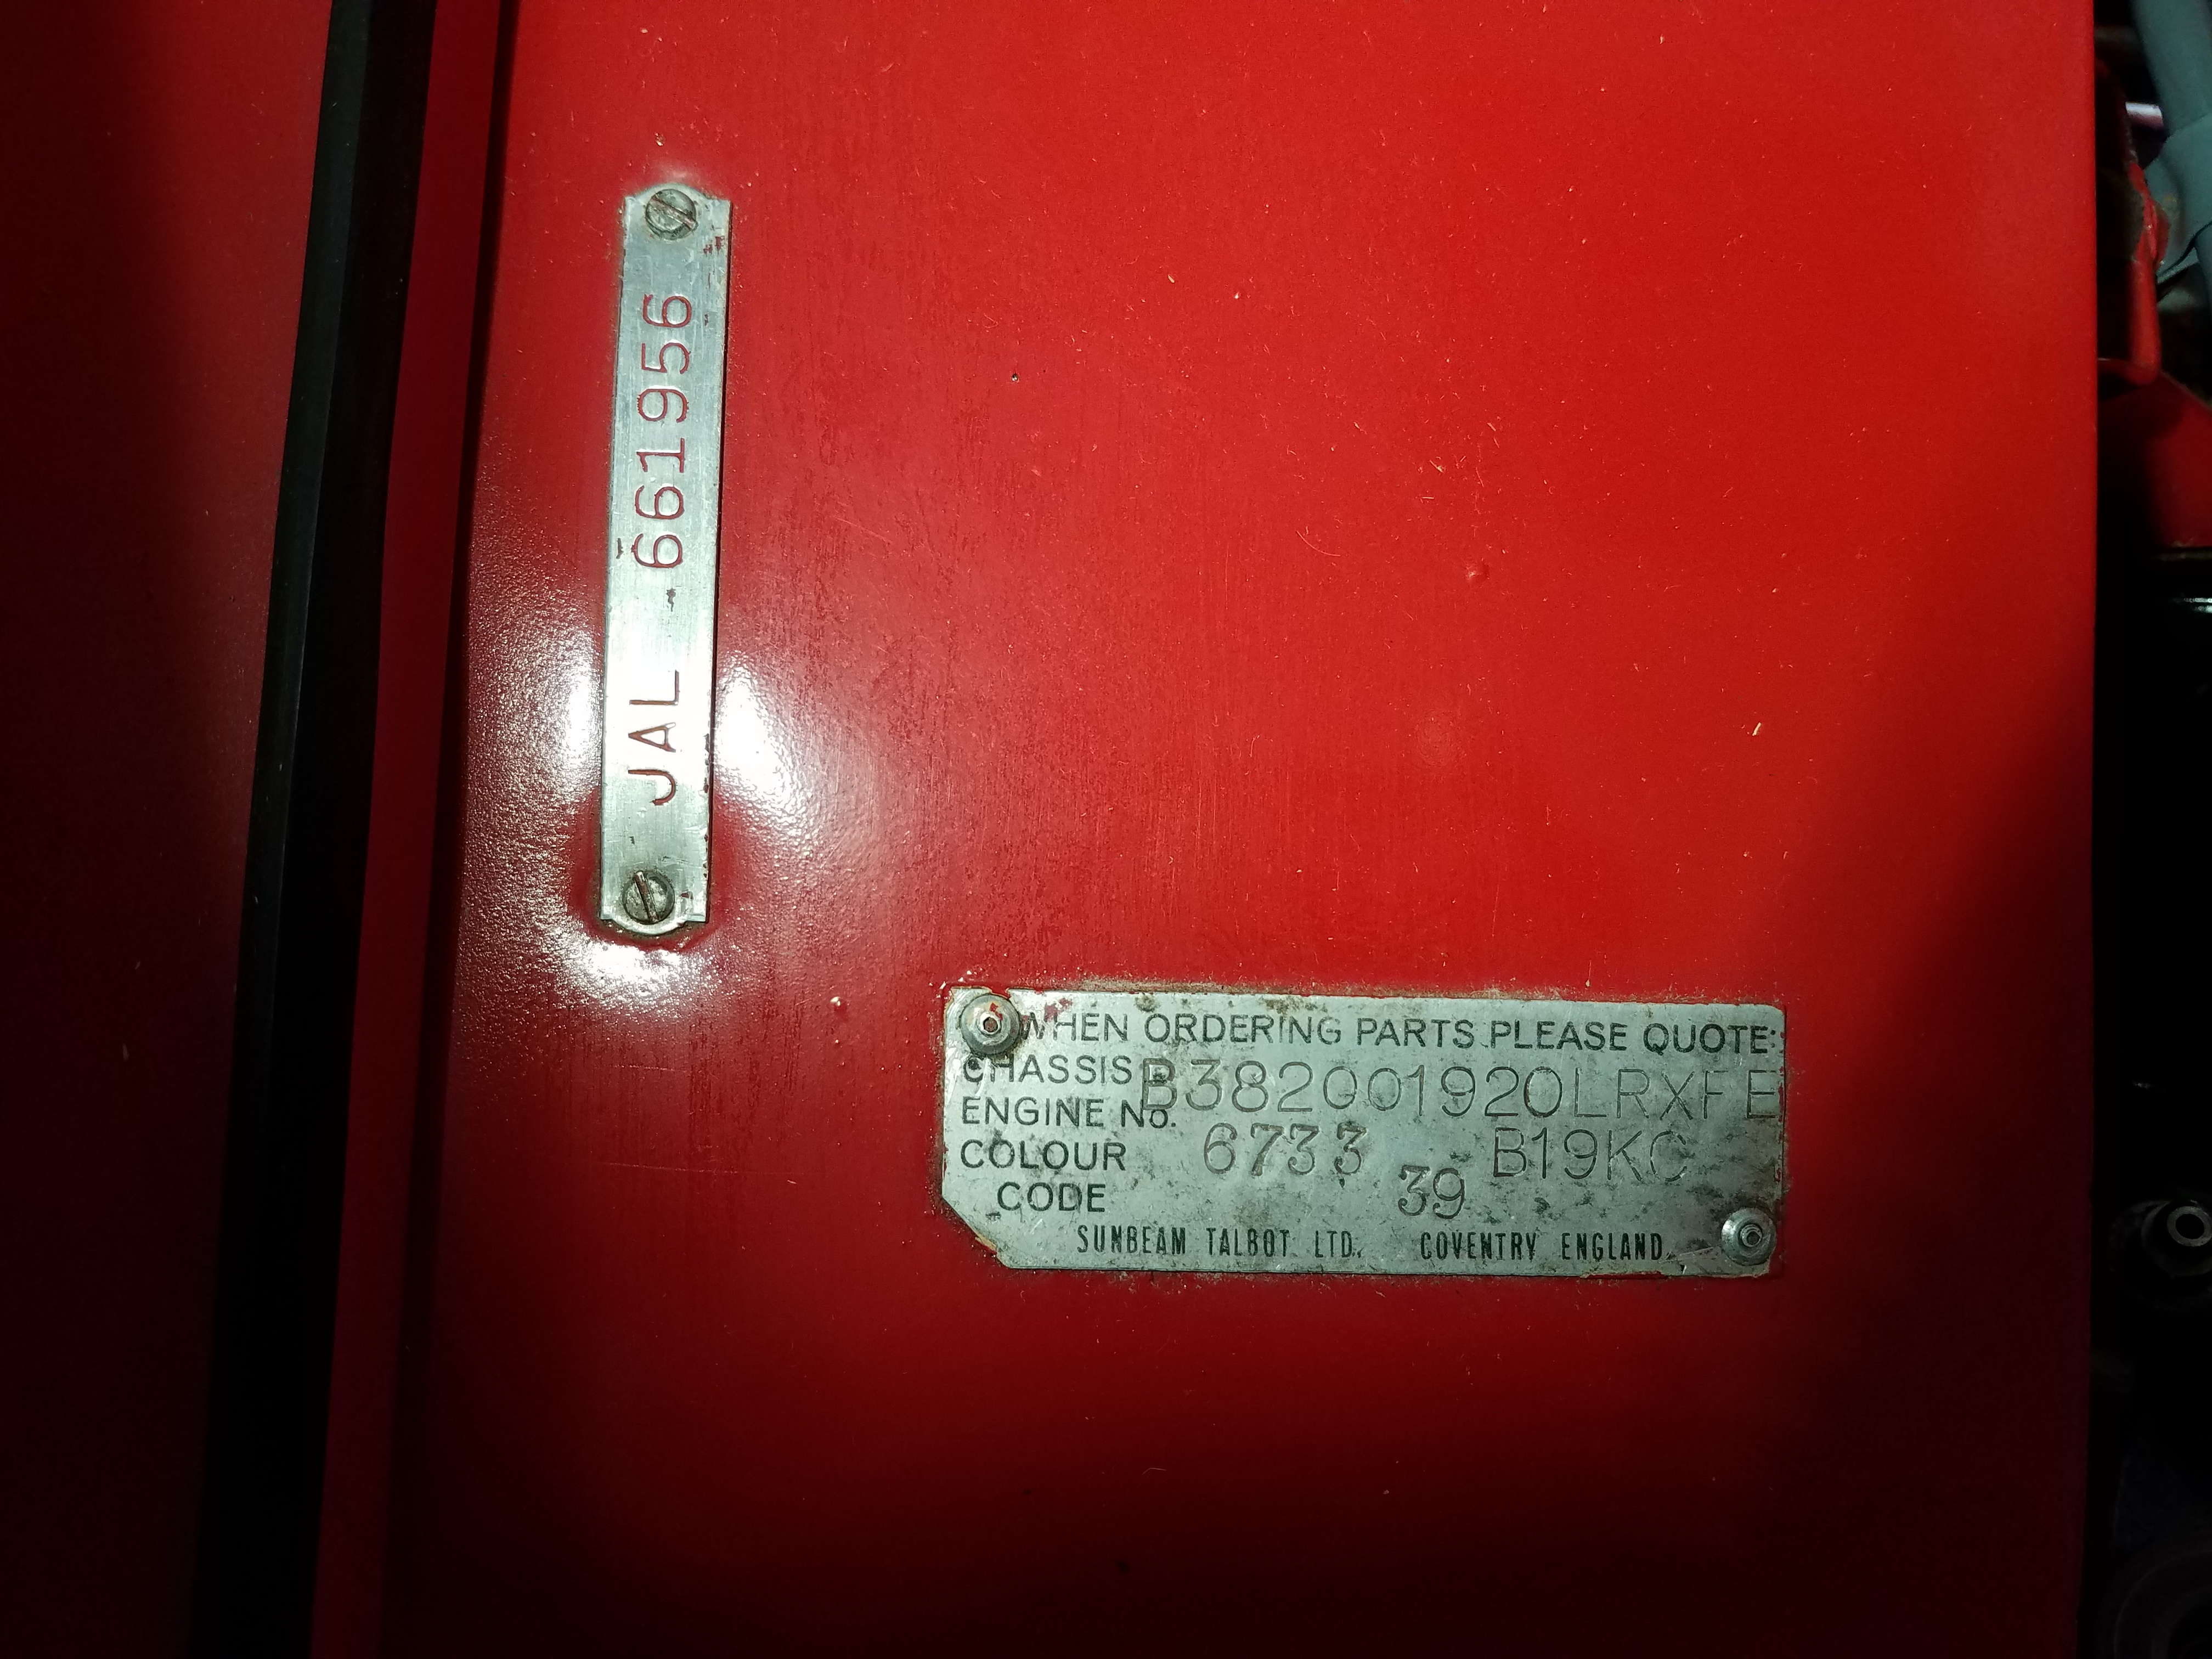 JAL 661956
WHEN ORDERING PARTS PLEASE QUOTE:
CHASSIS B382001920LRXFE
ENGINE No.
COLOUR 6733 B19KC
CODE 39
SUNBEAM TALBOT LTD. COVENTRY ENGLAND.